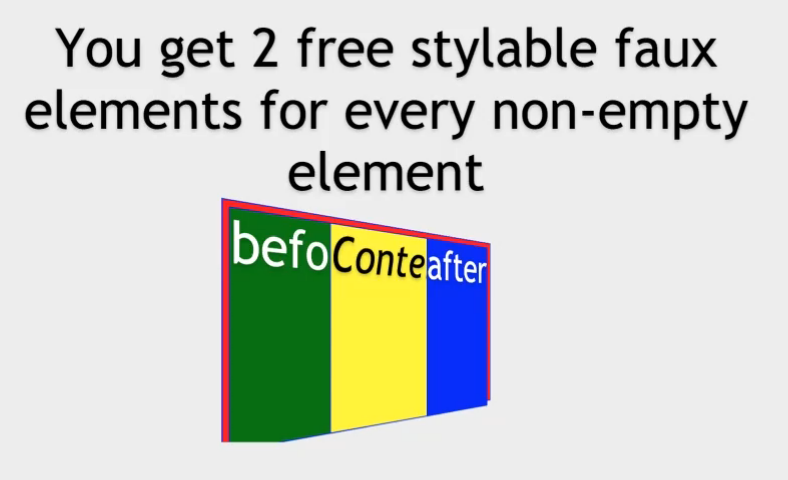 You get 2 free stylable faux
elements for every non-empty
element
befo Conte after